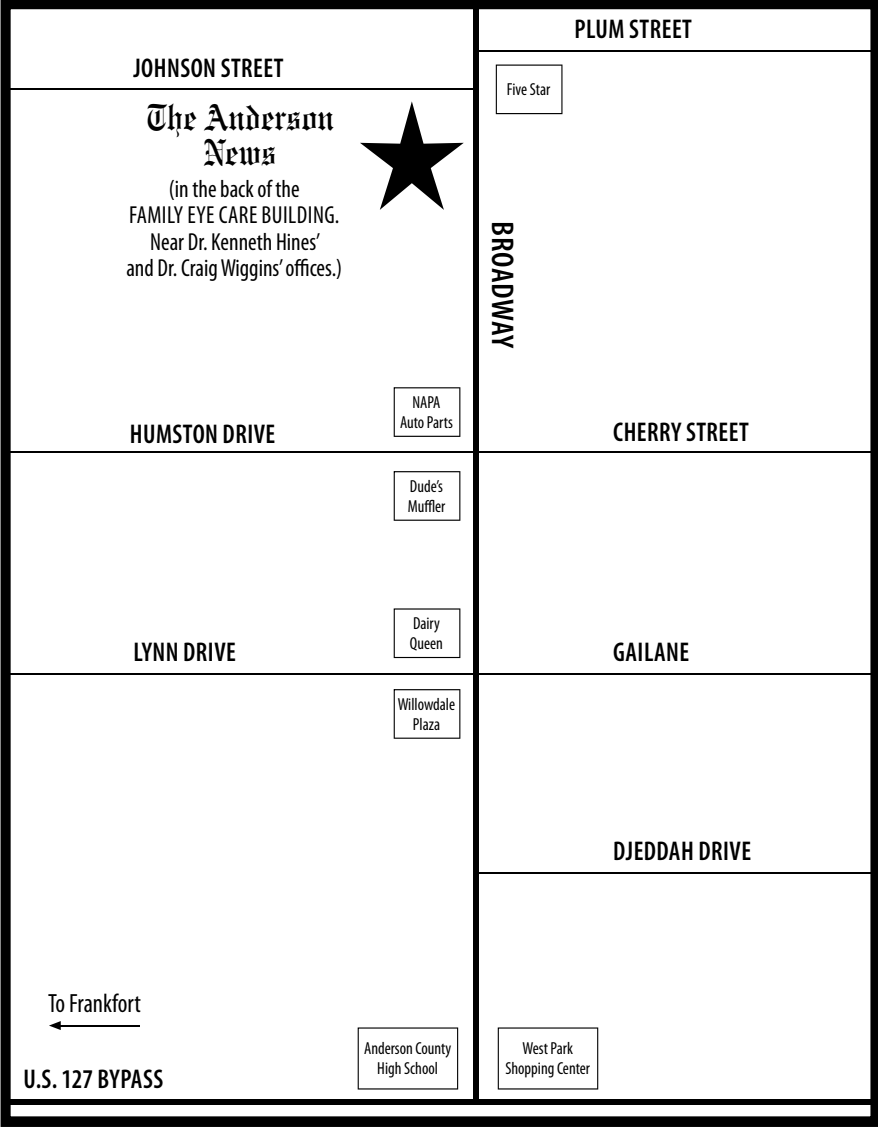 PLUM STREET
JOHNSON STREET
Five Star
The Anderson
News
(in the back of the
FAMILY EYE CARE BUILDING.
Near Dr. Kenneth Hines’
and Dr. Craig Wiggins’ offices.)
BROADWAY
NAPA
Auto Parts
HUMSTON DRIVE
CHERRY STREET
Dude’s
Muffler
Dairy
Queen
LYNN DRIVE
GAILANE
Willowdale
Plaza
DJEDDAH DRIVE
To Frankfort
Anderson County
High School
West Park
Shopping Center
U.S. 127 BYPASS